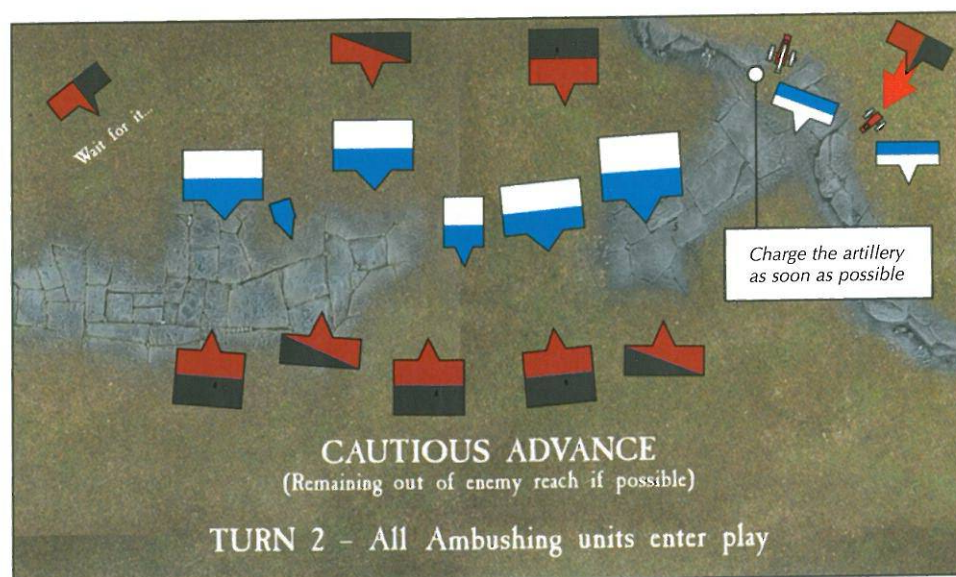 Wait for it...
Charge the artillery
as soon as possible
CAUTIOUS ADVANCE
(Remaining out of enemy reach if possible)
TURN 2 – All Ambushing units enter play